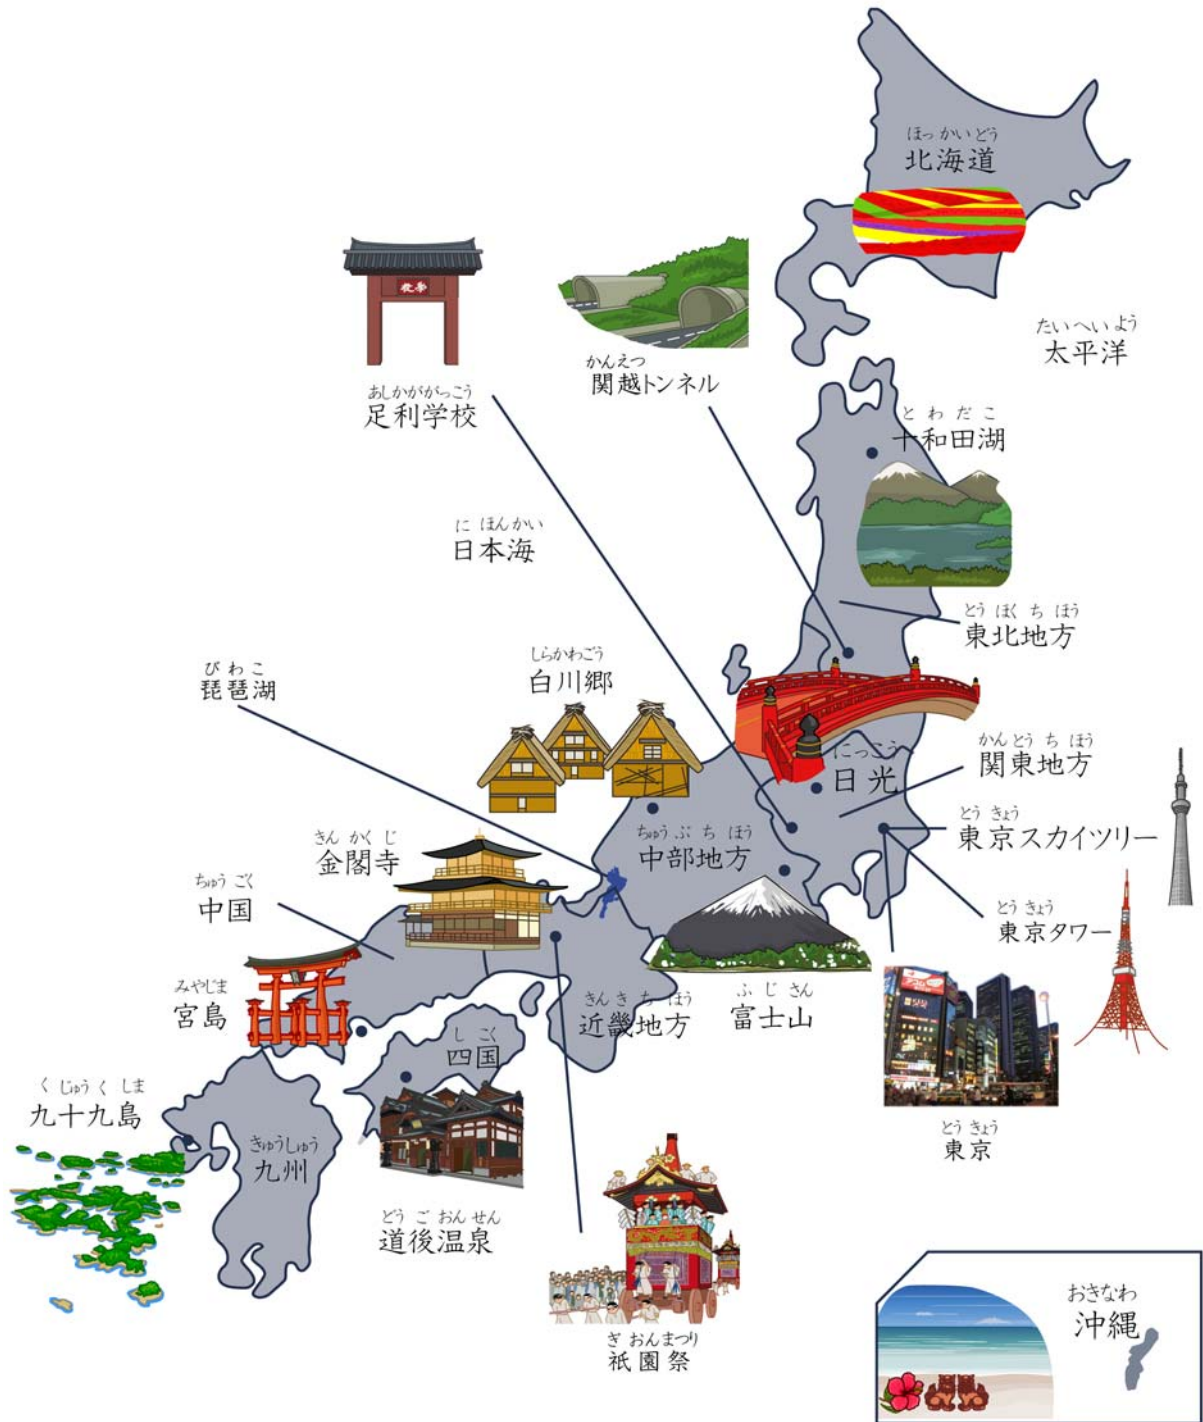 ほっかいどう
北海道
たいへいよう
太平洋
あしかががっこう
足利学校
かんえつ
関越トンネル
とわだこ
十和田湖
にほんかい
日本海
とうほくちほう
東北地方
びわこ
琵琶湖
しらかわごう
白川郷
にっこう
日光
かんとうちほう
関東地方
とうきょう
東京スカイツリー
ちゅうぶちほう
中部地方
きんかくじ
金閣寺
ちゅうごく
中国
とうきょう
東京タワー
みやじま
宮島
きんきちほう
近畿地方
ふじさん
富士山
しこく
四国
くじゅうくしま
九十九島
きゅうしゅう
九州
とうきょう
東京
どうごおんせん
道後温泉
ぎおんまつり
祇園祭
おきなわ
沖縄